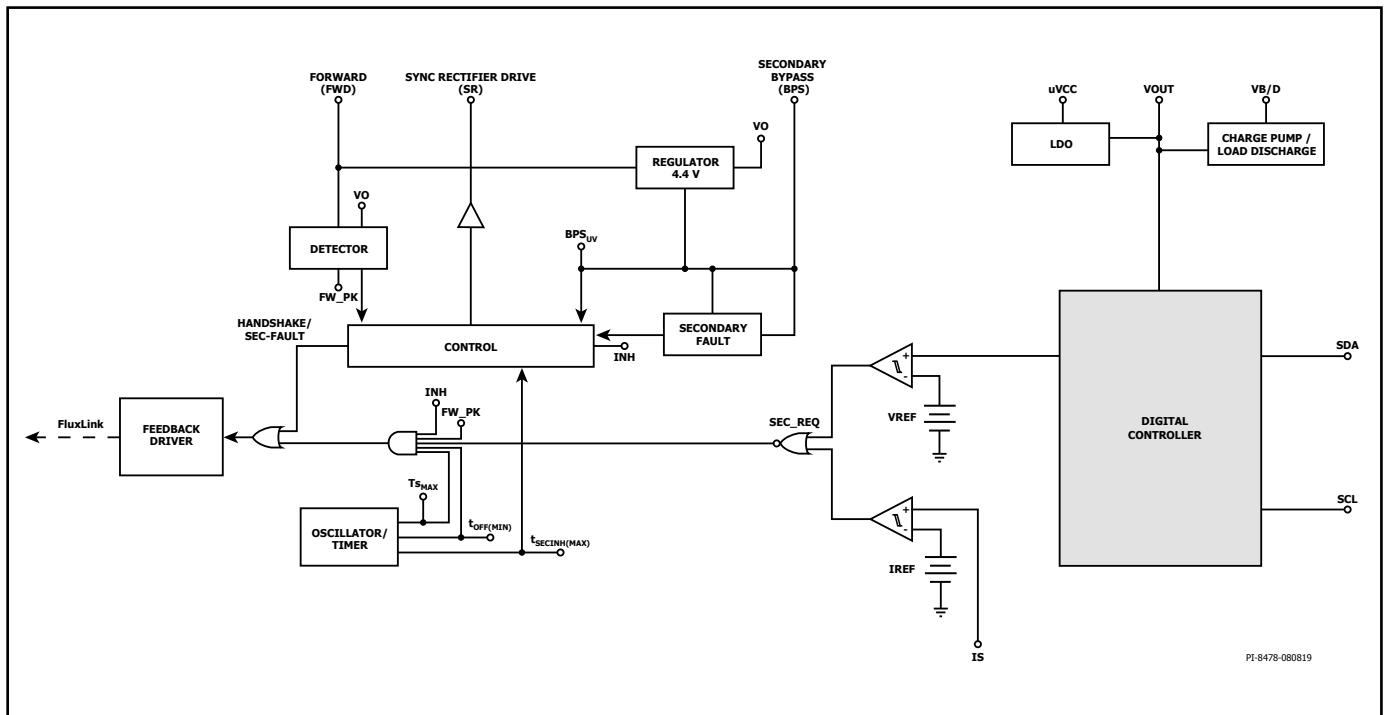 FORWARD
(FWD)
SYNC RECTIFIER DRIVE
(SR)
SECONDARY
BYPASS
(BPS)
uVCC
VOUT
VB/D
VO
LDO
CHARGE PUMP /
LOAD DISCHARGE
REGULATOR
4.4 V
VO
DETECTOR
BPSUV
FW_PK
HANDSHAKE/
SEC-FAULT
CONTROL
SECONDARY
FAULT
INH
SDA
+
-
INH
FW_PK
FluxLink
FEEDBACK
DRIVER
SEC_REQ
VREF
DIGITAL
CONTROLLER
TsMAX
OSCILLATOR/
TIMER
tOFF(MIN)
tSECINH(MAX)
+
-
SCL
IREF
IS
PI-8478-080819